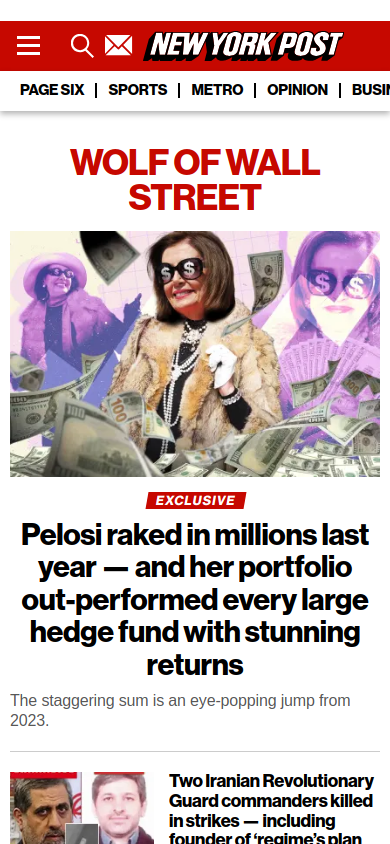 NEW YORK POST
PAGE SIX | SPORTS | METRO | OPINION | BUSIN
WOLF OF WALL
STREET
$ $
$ $
100
EXCLUSIVE
Pelosi raked in millions last
year — and her portfolio
out-performed every large
hedge fund with stunning
returns
The staggering sum is an eye-popping jump from
2023.
Two Iranian Revolutionary
Guard commanders killed
in strikes — including
founder of ‘regime’s plan